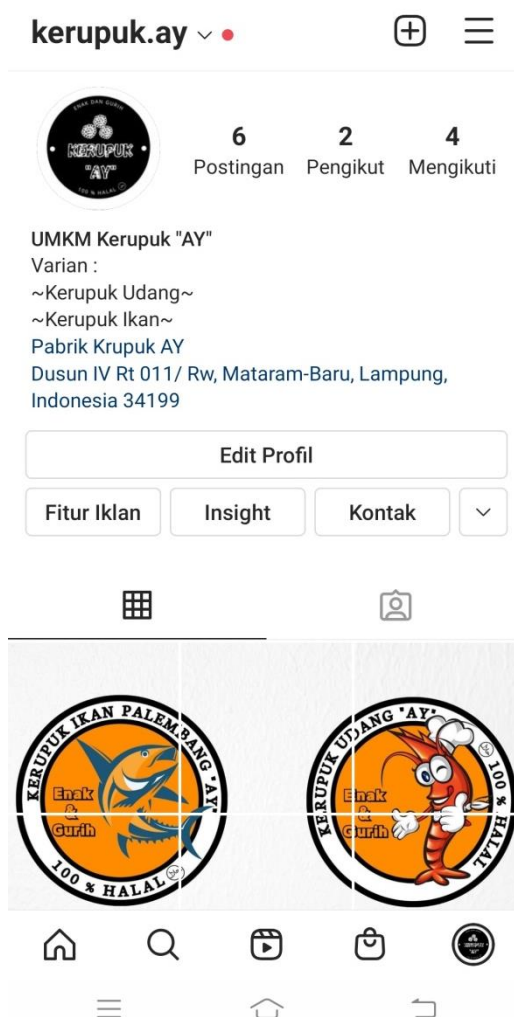 kerupuk.ay
6
Postingan
2
Pengikut
4
Mengikuti
ENAK DAN GURIH
KERUPUK
"AY"
100 % HALAL
UMKM Kerupuk "AY"
Varian :
~Kerupuk Udang~
~Kerupuk Ikan~
Pabrik Krupuk AY
Dusun IV Rt 011/ Rw, Mataram-Baru, Lampung,
Indonesia 34199
Edit Profil
Fitur Iklan
Insight
Kontak
KERUPUK IKAN PALEMBANG "AY"
Enak
&
Gurih
100 % HALAL
KERUPUK UDANG "AY"
Enak
&
Gurih
100 % HALAL